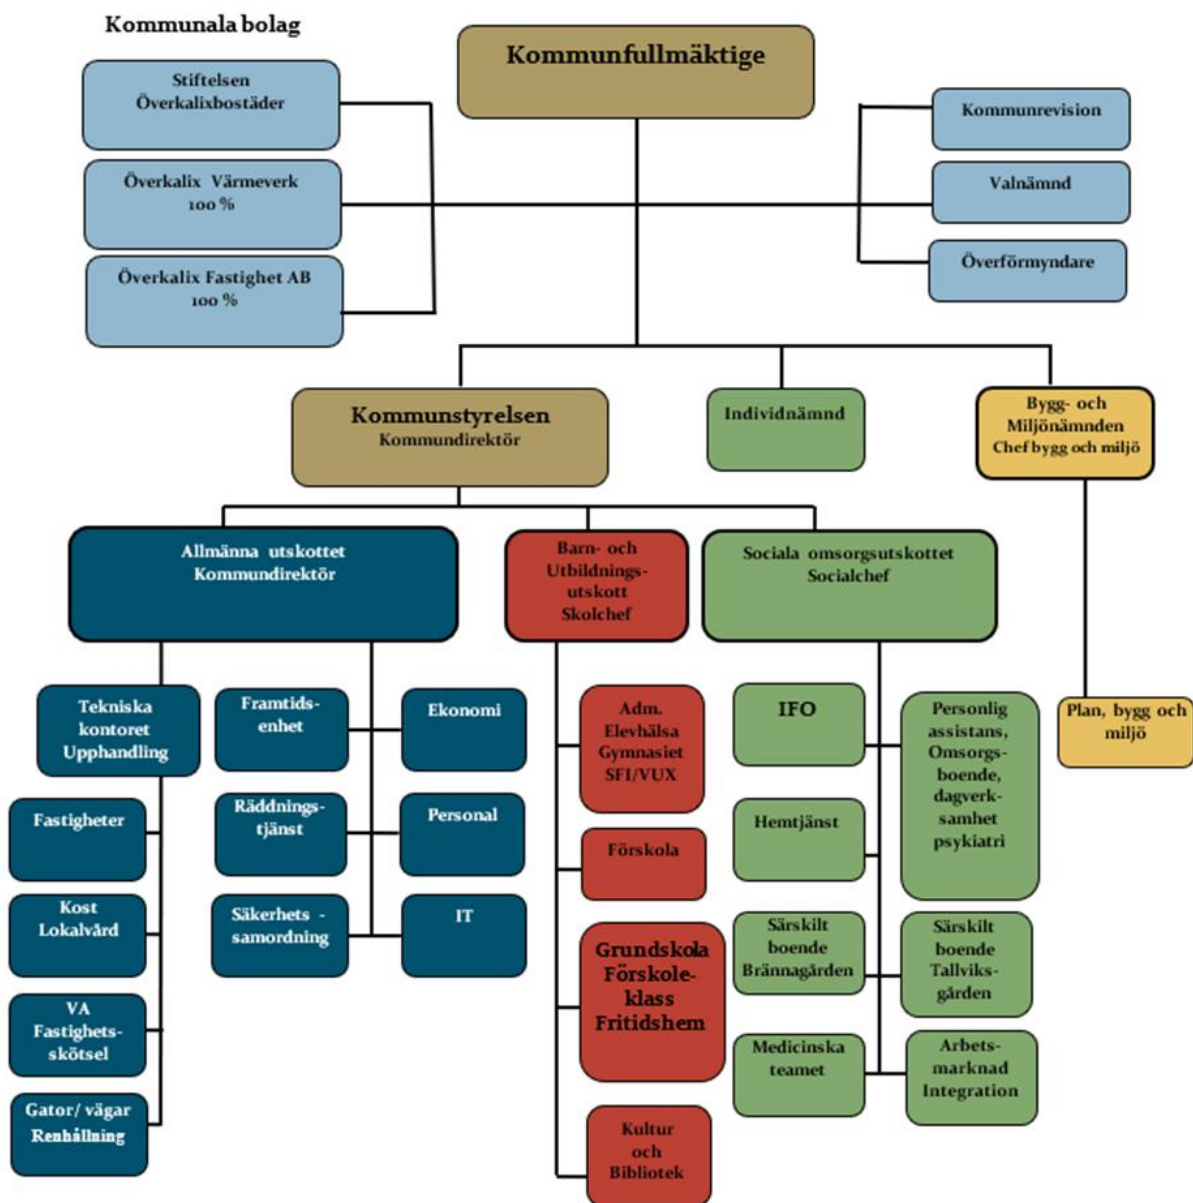 Kommunala bolag
Kommunfullmäktige
Stiftelsen
Överkalixbostäder
Överkalix Värmeverk
100 %
Överkalix Fastighet AB
100 %
Kommunrevision
Valnämnd
Överförmyndare
Kommunstyrelsen
Kommundirektör
Individnämnd
Bygg- och
Miljönämnden
Chef bygg och miljö
Allmänna utskottet
Kommundirektör
Barn- och
Utbildnings-
utskott
Skolchef
Sociala omsorgsutskottet
Socialchef
Tekniska
kontoret
Upphandling
Fastigheter
Kost
Lokalvård
VA
Fastighets-
skötsel
Gator/ vägar
Renhållning
Framtids-
enhet
Ekonomi
Räddnings-
tjänst
Personal
Säkerhets -
samordning
IT
Adm.
Elevhälsa
Gymnasiet
SFI/VUX
Förskola
Grundskola
Förskole-
klass
Fritidshem
Kultur
och
Bibliotek
IFO
Personlig
assistans,
Omsorgs-
boende,
dagverk-
samhet
psykiatri
Hemtjänst
Särskilt
boende
Brännagården
Särskilt
boende
Tallviks-
gården
Medicinska
teamet
Arbets-
marknad
Integration
Plan, bygg och
miljö